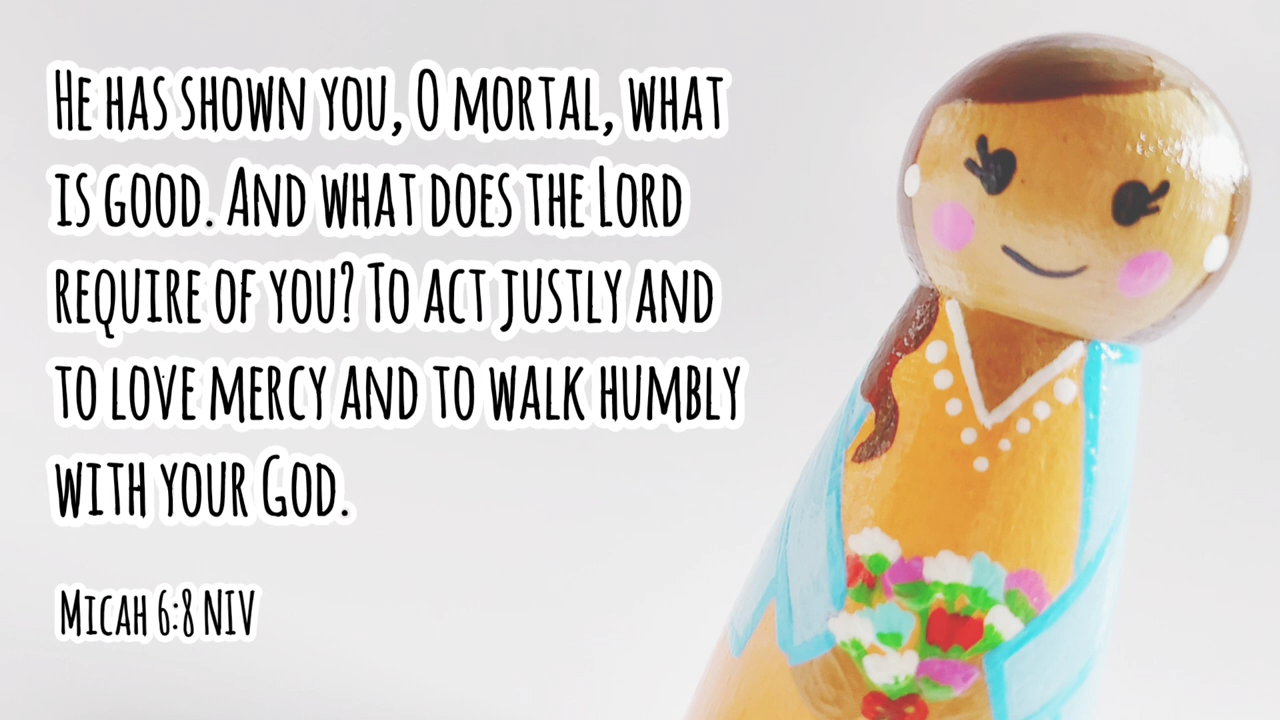 He has shown you, O mortal, what
is good. And what does the Lord
require of you? To act justly and
to love mercy and to walk humbly
with your God.
Micah 6:8 NIV